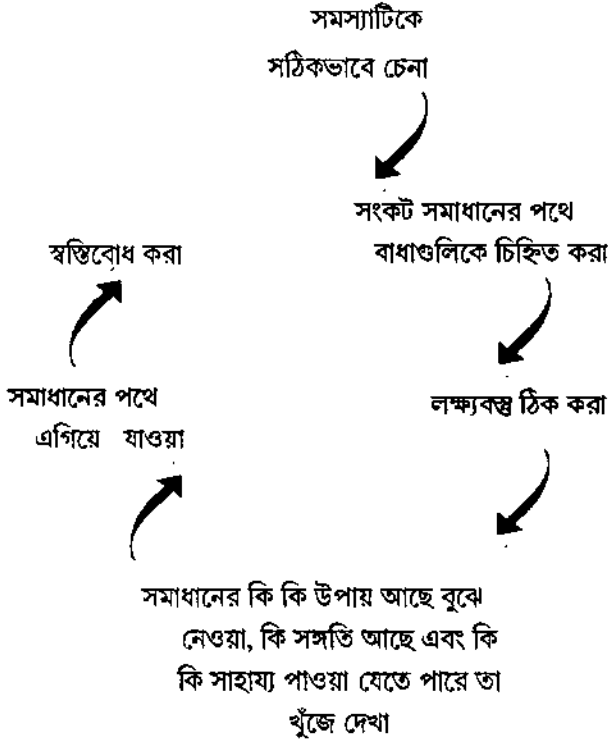 সমস্যাটিকে
সঠিকভাবে চেনা
সংকট সমাধানের পথে
বাধাগুলিকে চিহ্নিত করা
লক্ষ্যবস্তু ঠিক করা
সমাধানের কি কি উপায় আছে বুঝে
নেওয়া, কি সঙ্গতি আছে এবং কি
কি সাহায্য পাওয়া যেতে পারে তা
খুঁজে দেখা
সমাধানের পথে
এগিয়ে যাওয়া
স্বস্তিবোধ করা